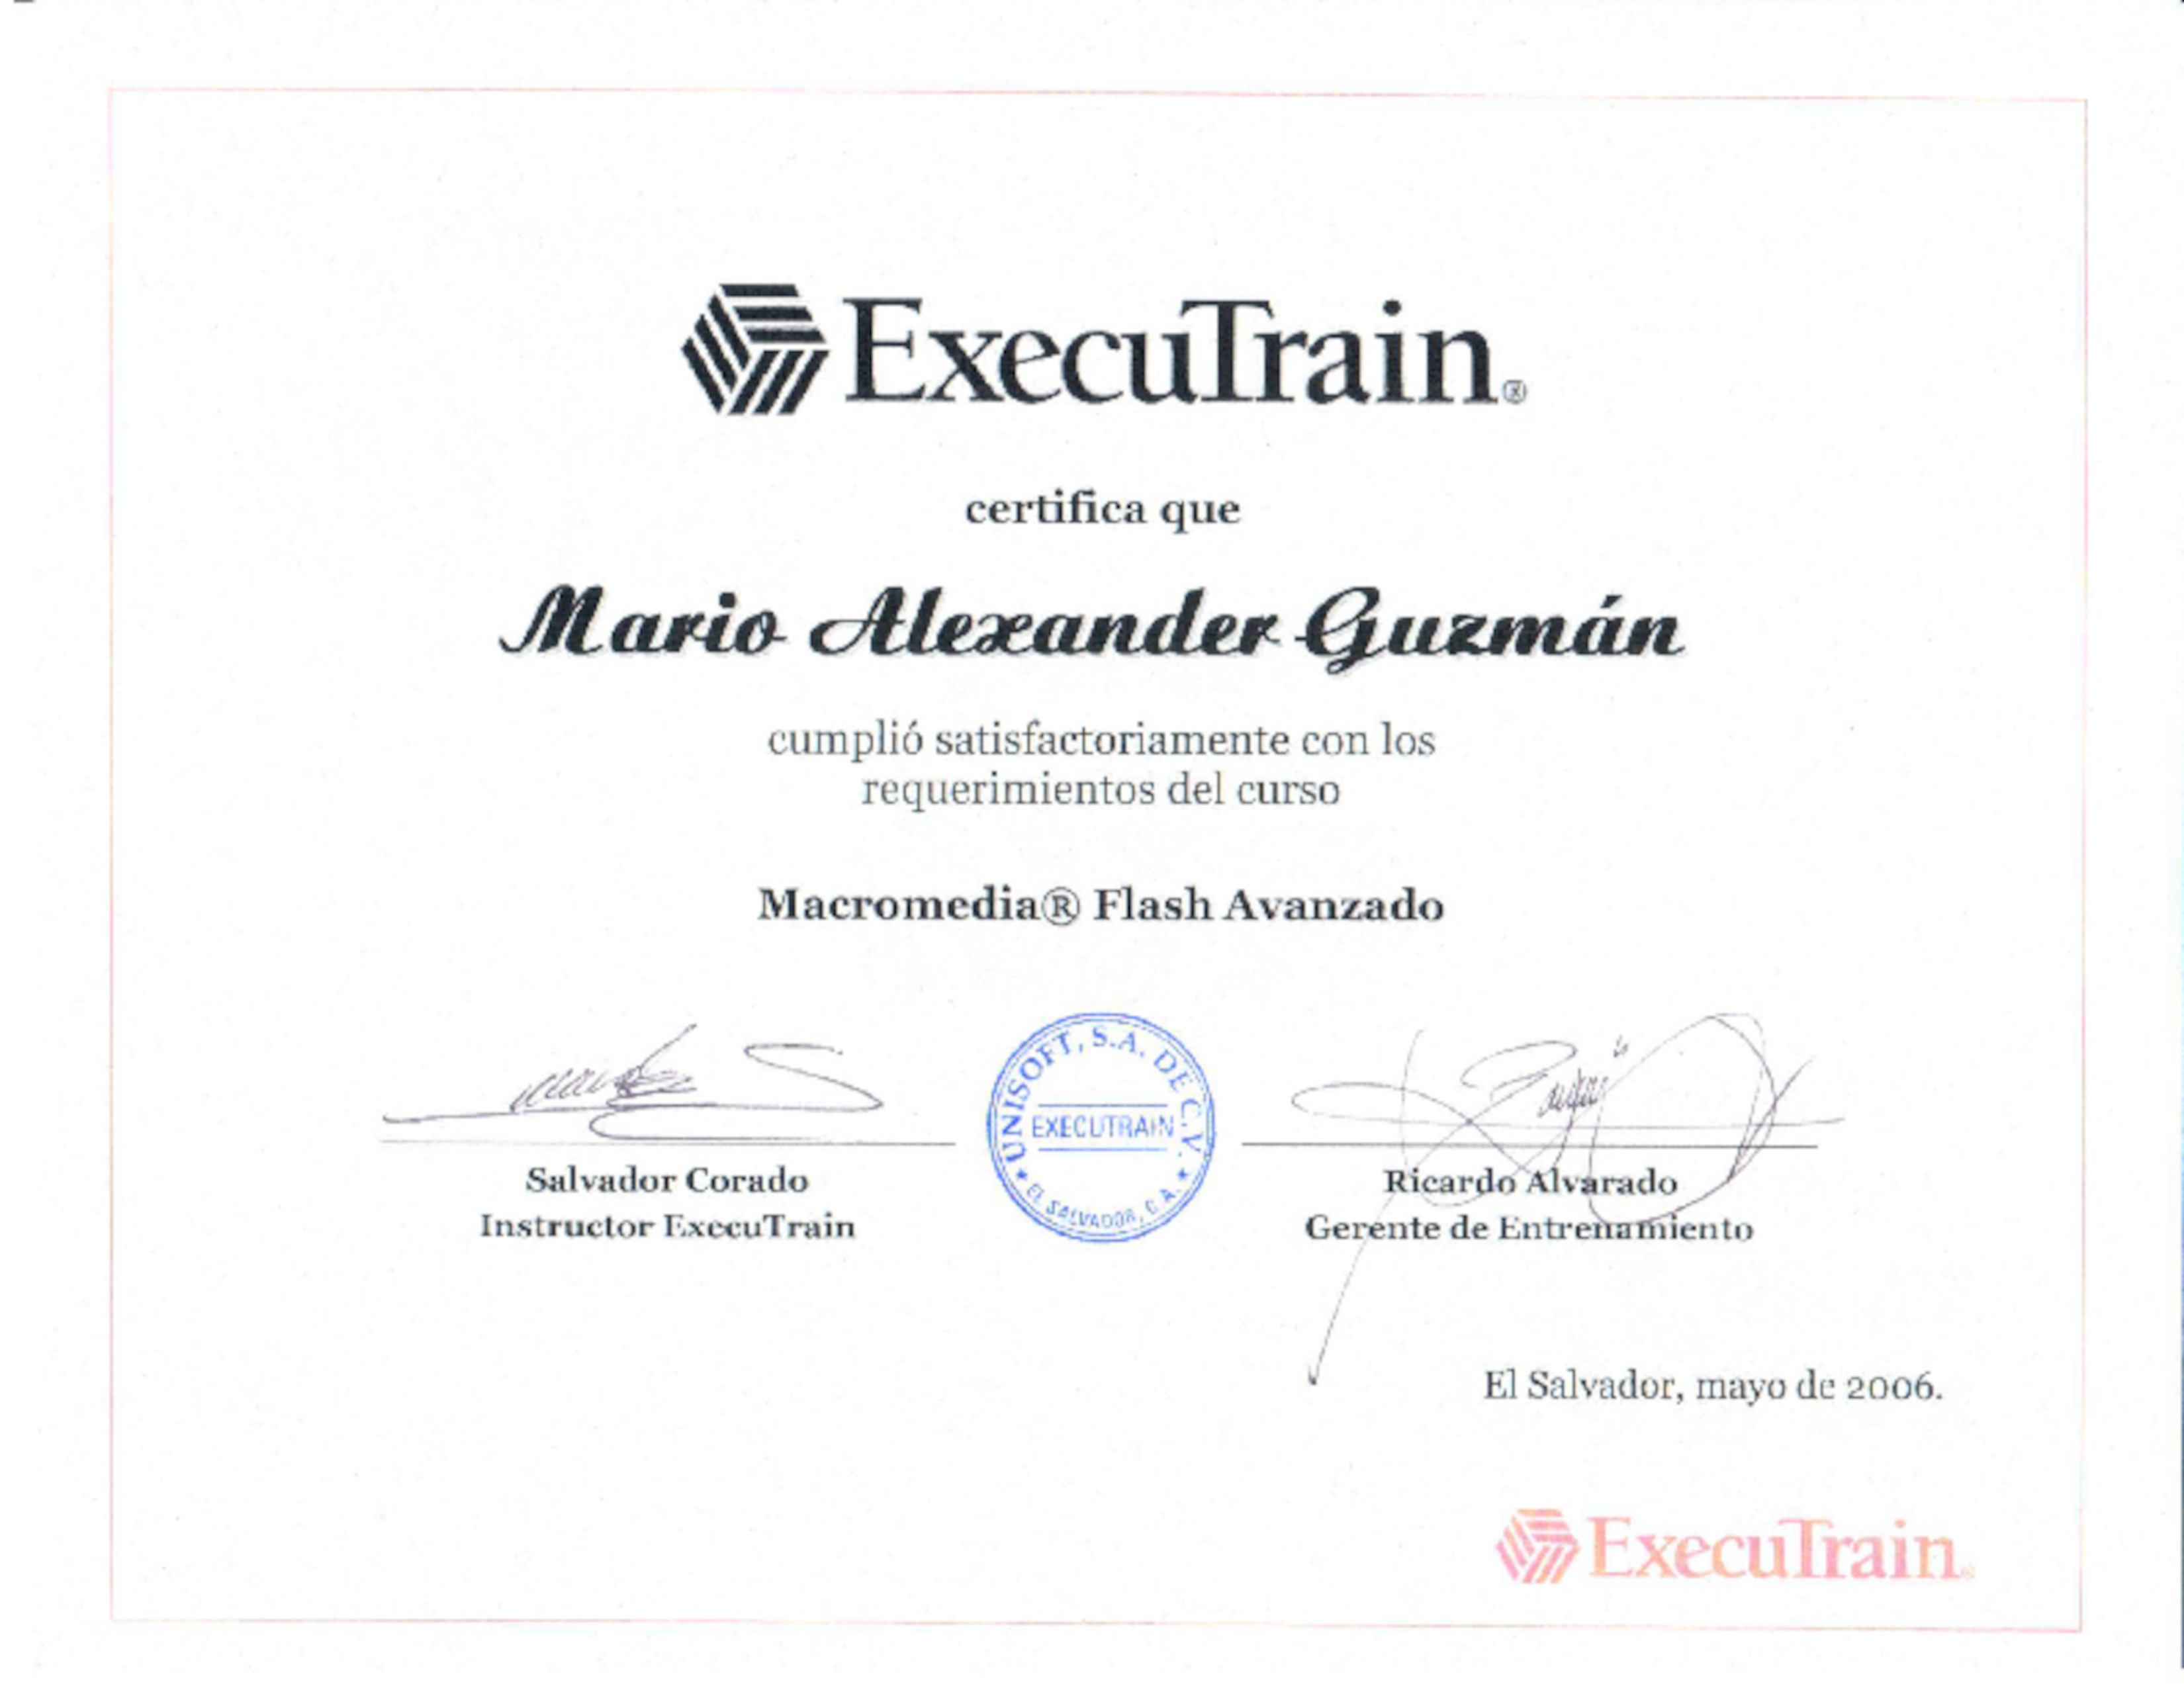 ExecuTrain®
certifica que
Mario Alexander Guzmán
cumplió satisfactoriamente con los
requerimientos del curso
Macromedia® Flash Avanzado
UNISOFT, S.A. DE C.V.
EXECUTRAIN
EL SALVADOR, C.A.
Salvador Corado
Instructor ExecuTrain
Ricardo Alvarado
Gerente de Entrenamiento
El Salvador, mayo de 2006.
ExecuTrain®